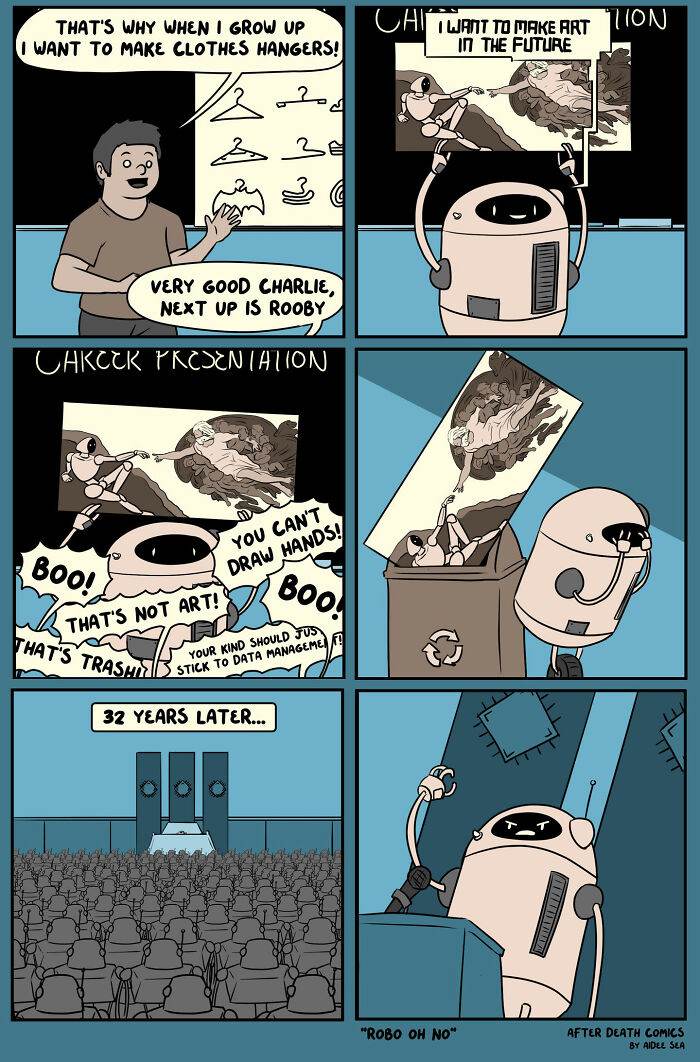 THAT'S WHY WHEN I GROW UP
I WANT TO MAKE CLOTHES HANGERS!
VERY GOOD CHARLIE,
NEXT UP IS ROOBY
I WANT TO MAKE ART
IN THE FUTURE
CAREER PRESENTATION
YOU CAN'T
DRAW HANDS!
BOO!
THAT'S NOT ART!
BOO!
THAT'S TRASH!
YOUR KIND SHOULD JUST
STICK TO DATA MANAGEMENT!
32 YEARS LATER...
"ROBO OH NO"
AFTER DEATH COMICS
BY AIDEE SEA